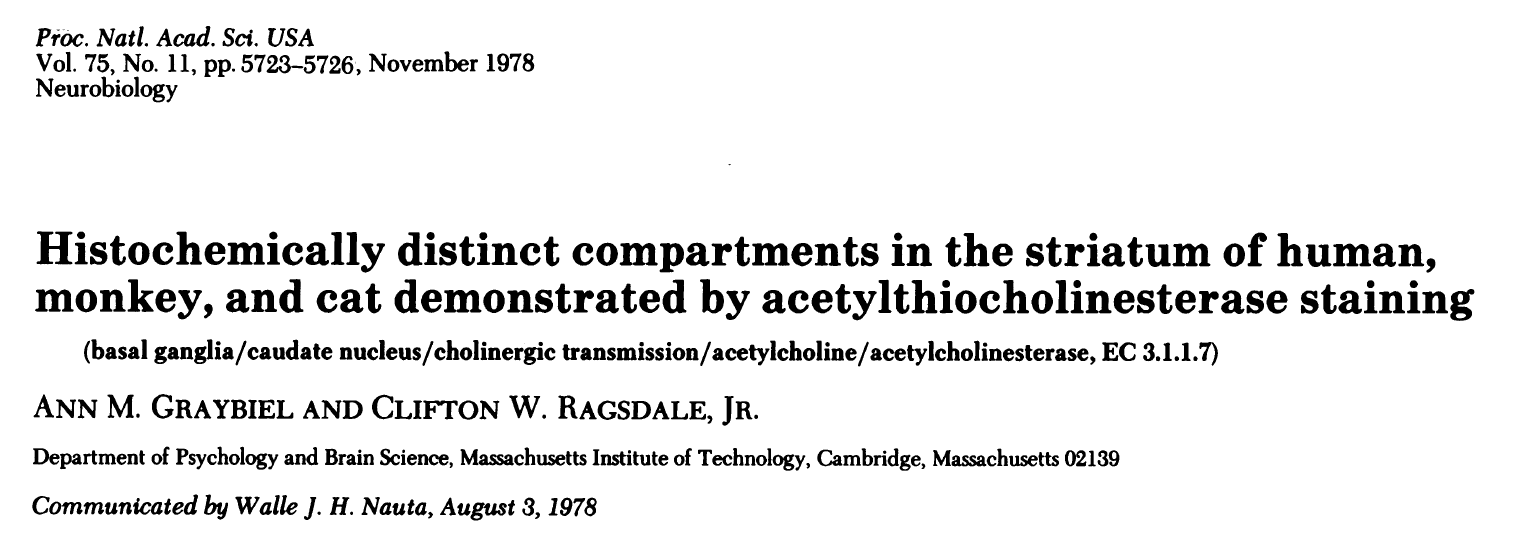 Proc. Natl. Acad. Sci. USA
Vol. 75, No. 11, pp. 5723–5726, November 1978
Neurobiology
Histochemically distinct compartments in the striatum of human,
monkey, and cat demonstrated by acetylthiocholinesterase staining
(basal ganglia/caudate nucleus/cholinergic transmission/acetylcholine/acetylcholinesterase, EC 3.1.1.7)
ANN M. GRAYBIEL AND CLIFTON W. RAGSDALE, JR.
Department of Psychology and Brain Science, Massachusetts Institute of Technology, Cambridge, Massachusetts 02139
Communicated by Walle J. H. Nauta, August 3, 1978